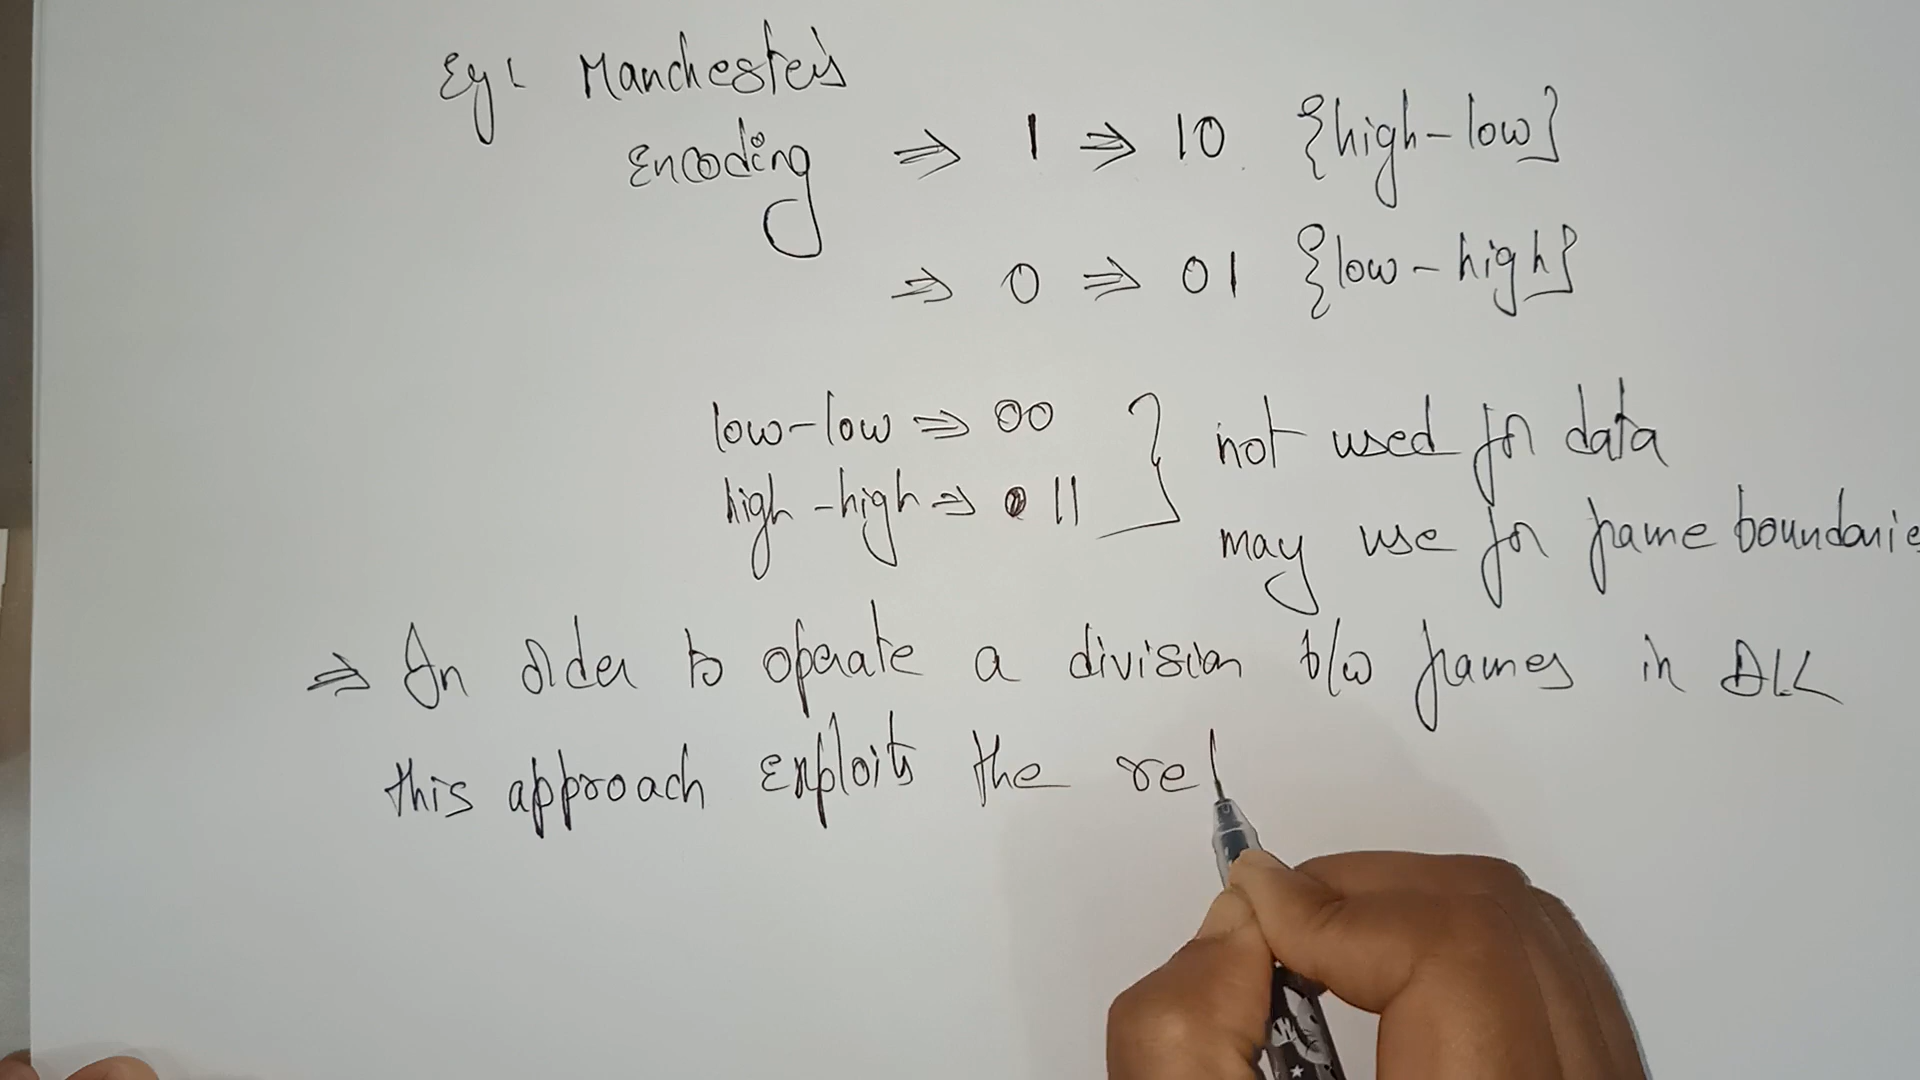 Eg: Manchester's
Encoding ⇒ 1 ⇒ 10 {high-low}
⇒ 0 ⇒ 01 {low-high}
low-low ⇒ 00
high-high ⇒ 11
not used for data
may use for frame boundarie
⇒ In order to operate a division b/w frames in DLL
this approach exploits the rel